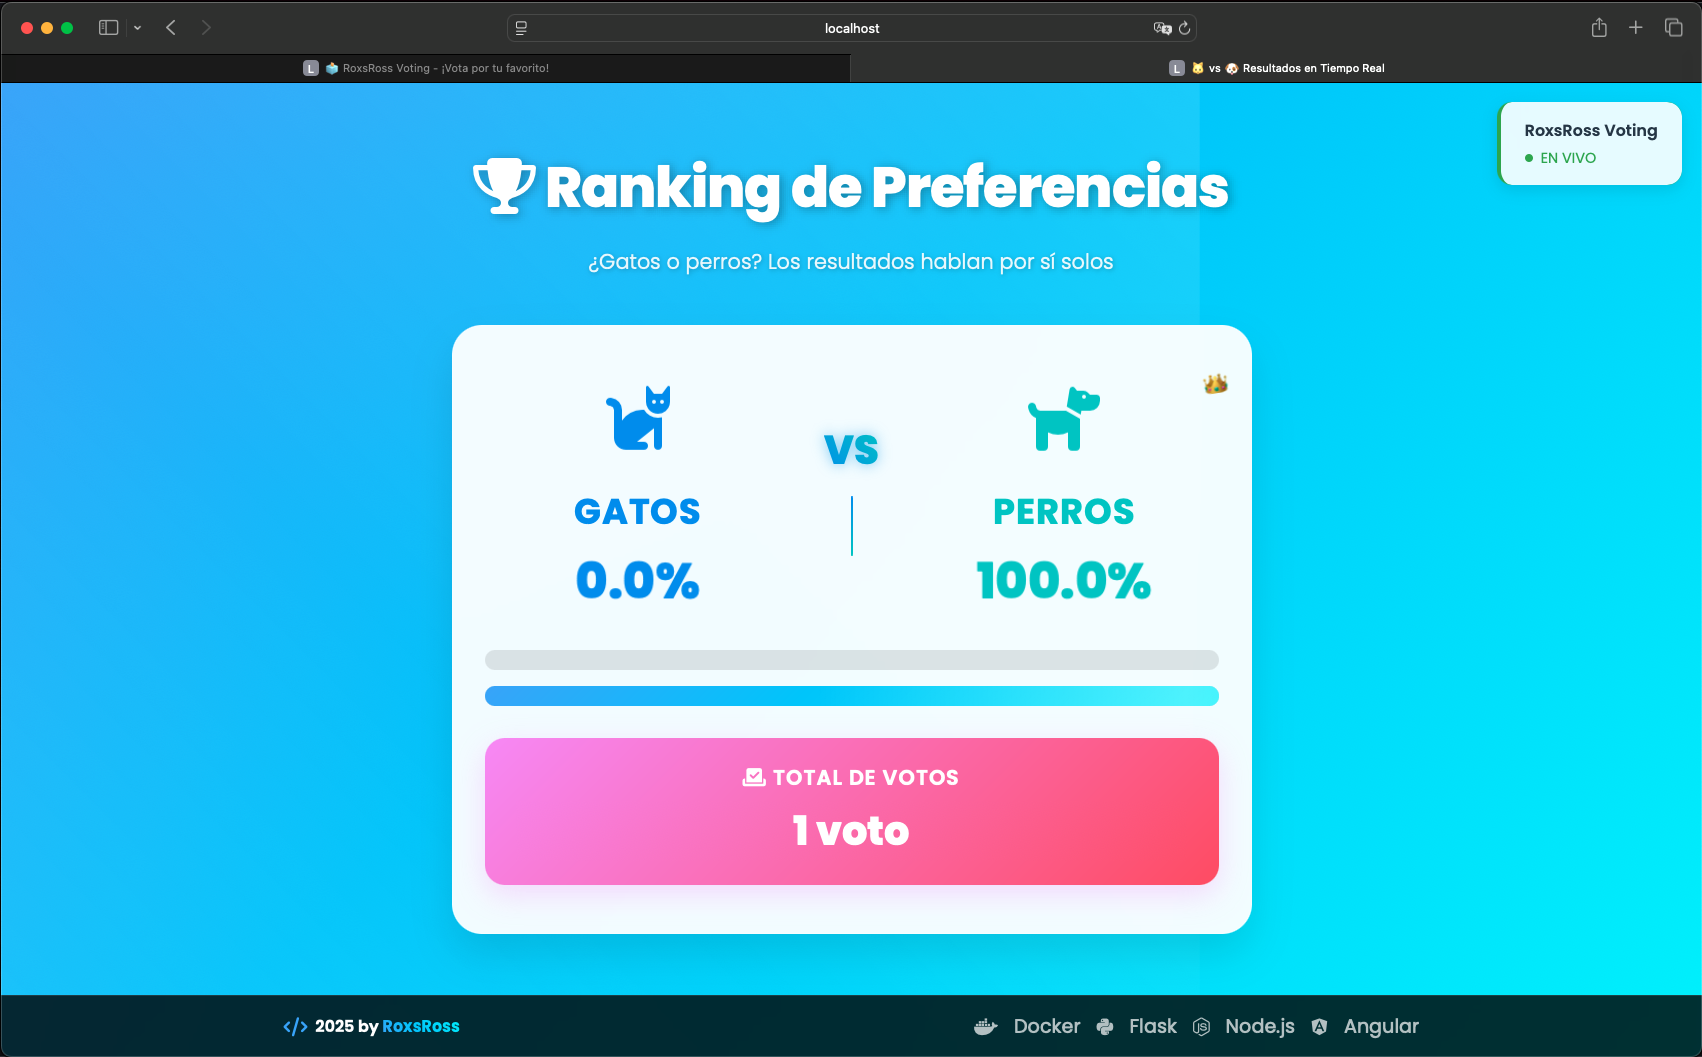 localhost
L RoxsRoss Voting - ¡Vota por tu favorito!
L vs Resultados en Tiempo Real
RoxsRoss Voting
EN VIVO
Ranking de Preferencias
¿Gatos o perros? Los resultados hablan por sí solos
VS
GATOS
PERROS
0.0%
100.0%
TOTAL DE VOTOS
1 voto
</> 2025 by RoxsRoss
Docker Flask Node.js Angular